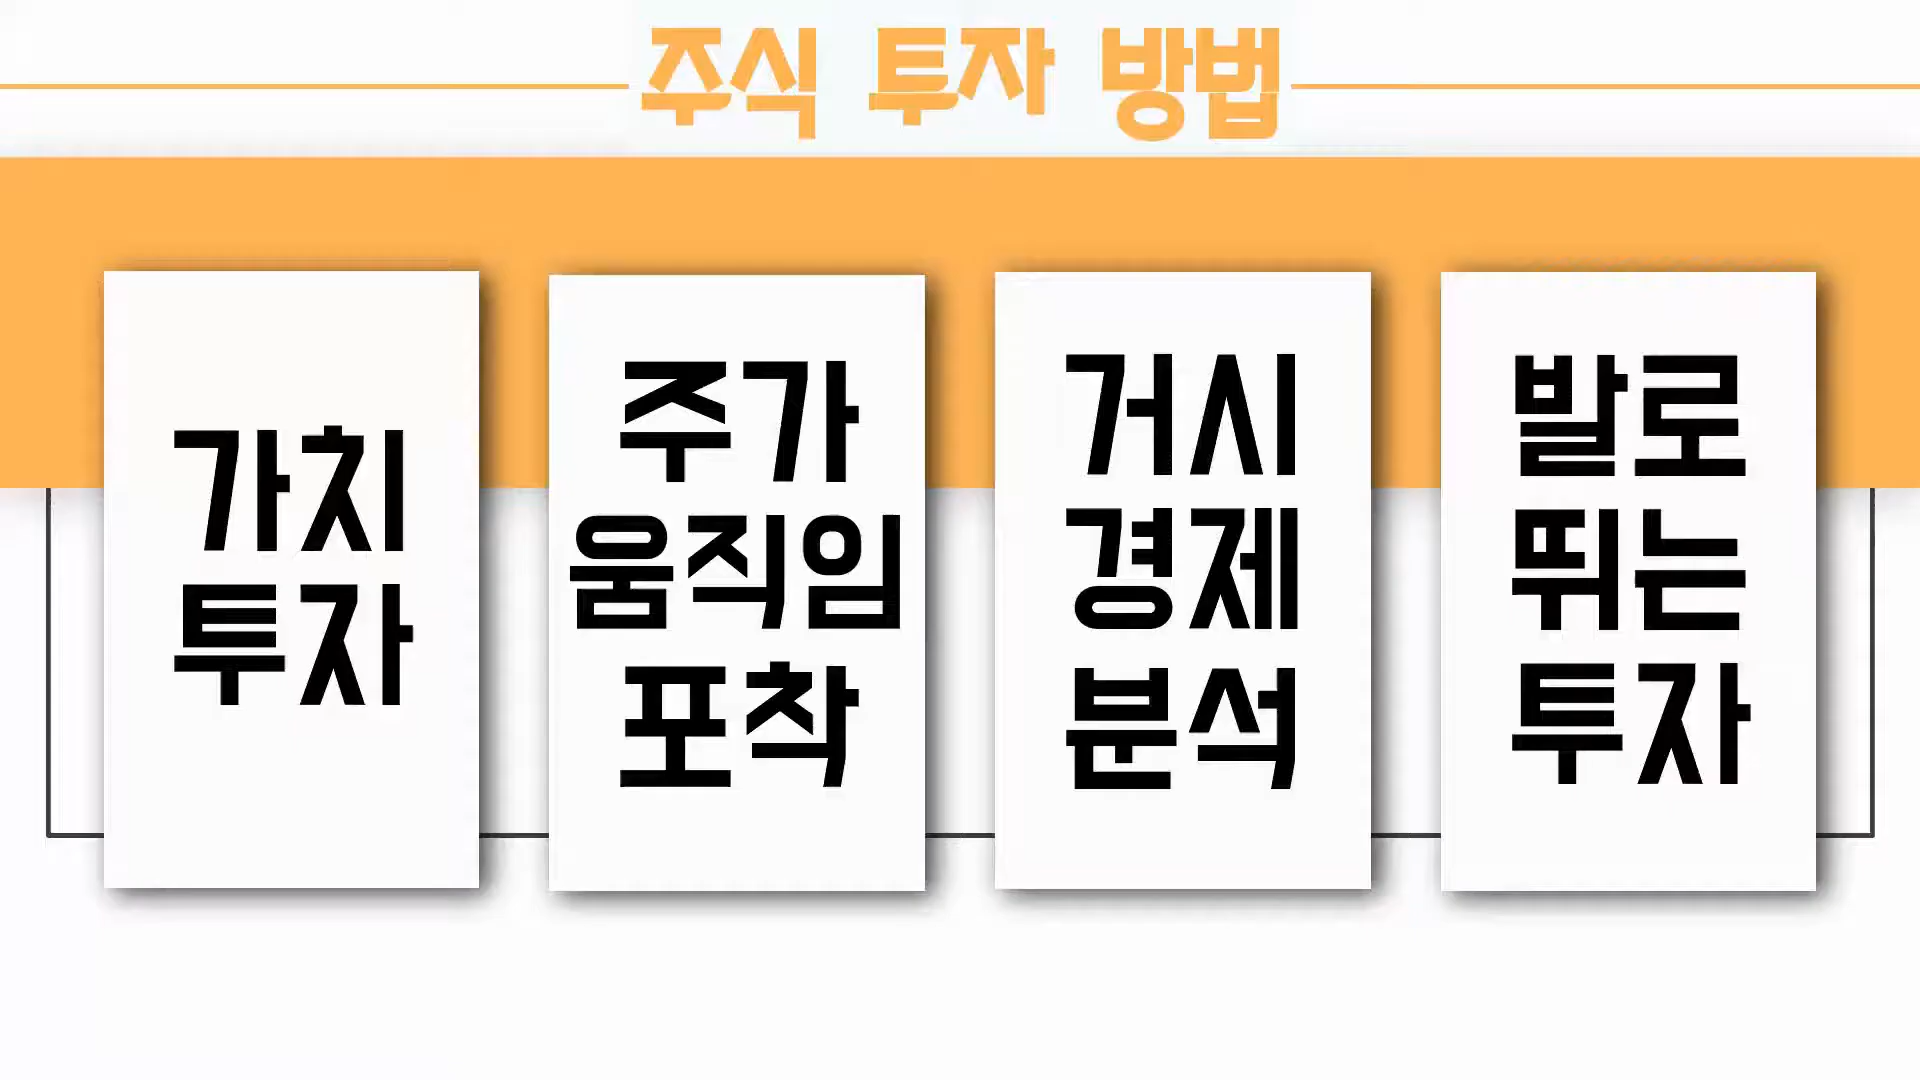 주식 투자 방법
가치
투자
주가
움직임
포착
거시
경제
분석
발로
뛰는
투자